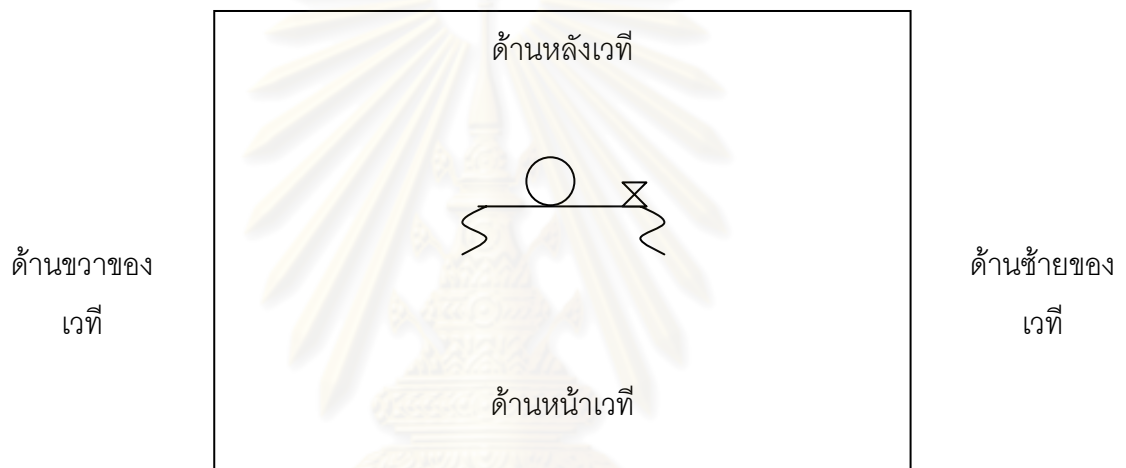 ด้านหลังเวที
ด้านขวาของ
เวที
ด้านซ้ายของ
เวที
ด้านหน้าเวที